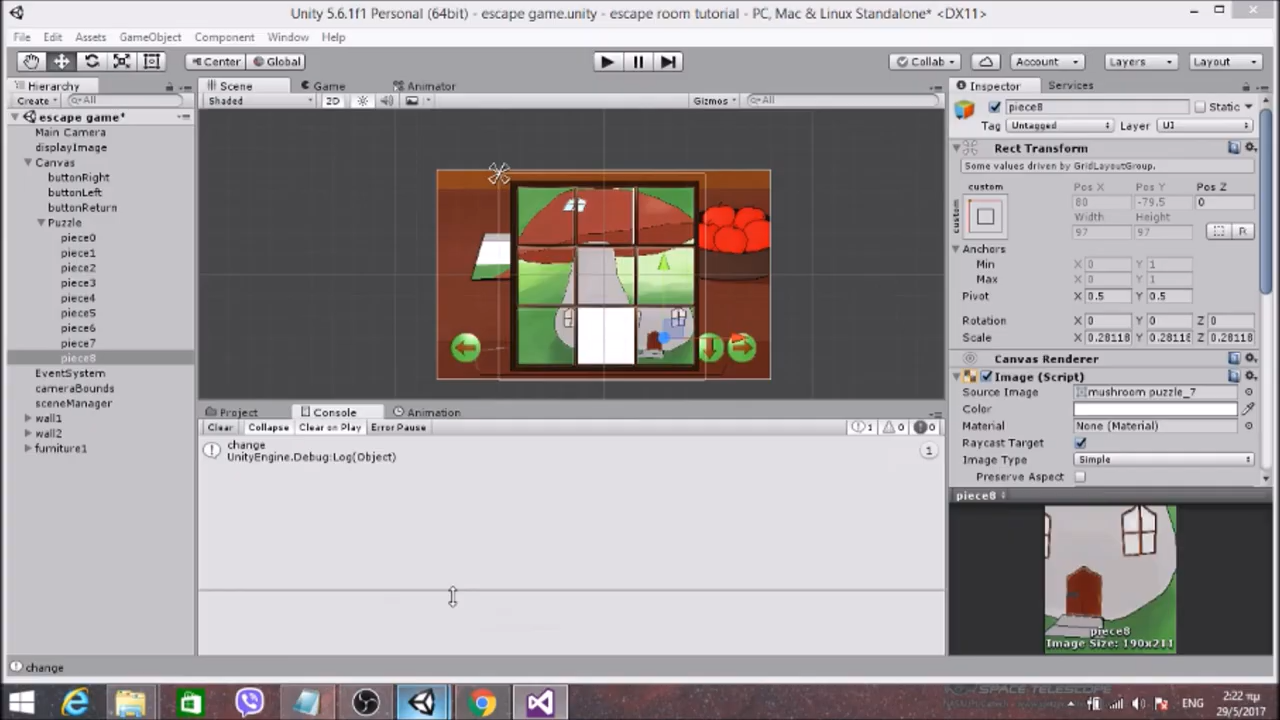 Unity 5.6.1f1 Personal (64bit) - escape game.unity - escape room tutorial - PC, Mac & Linux Standalone* <DX11>
File Edit Assets GameObject Component Window Help
Center Global Collab Account Layers Layout
Hierarchy
Create All
escape game*
Main Camera
displayImage
Canvas
buttonRight
buttonLeft
buttonReturn
Puzzle
piece0
piece1
piece2
piece3
piece4
piece5
piece6
piece7
piece8
EventSystem
cameraBounds
sceneManager
wall1
wall2
furniture1
Scene Game Animator
Shaded 2D Gizmos All
Project Console Animation
Clear Collapse Clear on Play Error Pause 1 0 0
change
UnityEngine.Debug:Log(Object)
1
Inspector Services
piece8 Static
Tag Untagged Layer UI
Rect Transform
Some values driven by GridLayoutGroup.
custom Pos X Pos Y Pos Z
custom 80 -79.5 0
Width Height
97 97 R
Anchors
Min X 0 Y 1
Max X 0 Y 1
Pivot X 0.5 Y 0.5
Rotation X 0 Y 0 Z 0
Scale X 0.28118 Y 0.28118 Z 0.28118
Canvas Renderer
Image (Script)
Source Image mushroom puzzle_7
Color
Material None (Material)
Raycast Target
Image Type Simple
Preserve Aspect
piece8
piece8
Image Size: 190x211
change
SPACE TELESCOPE
ΕΝG 2:22 πμ
29/5/2017